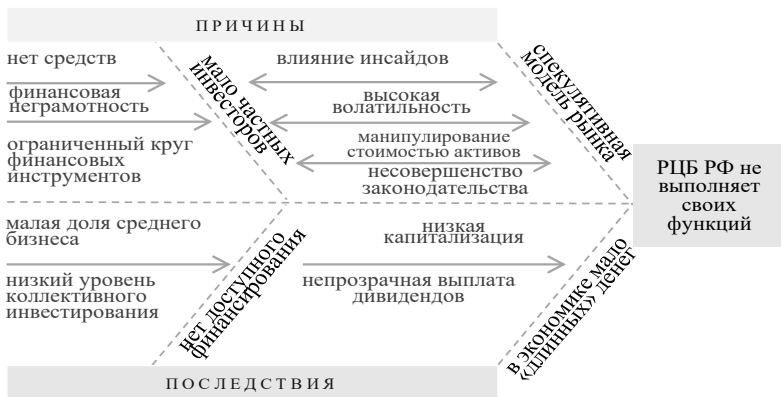 ПРИЧИНЫ
нет средств
финансовая
неграмотность
ограниченный круг
финансовых
инструментов
мало частных
инвесторов
влияние инсайдов
высокая
волатильность
манипулирование
стоимостью активов
несовершенство
законодательства
спекулятивная
модель рынка
РЦБ РФ не
выполняет
своих
функций
малая доля среднего
бизнеса
низкий уровень
коллективного
инвестирования
нет доступного
финансирования
низкая
капитализация
непрозрачная выплата
дивидендов
в экономике мало
«длинных» денег
ПОСЛЕДСТВИЯ